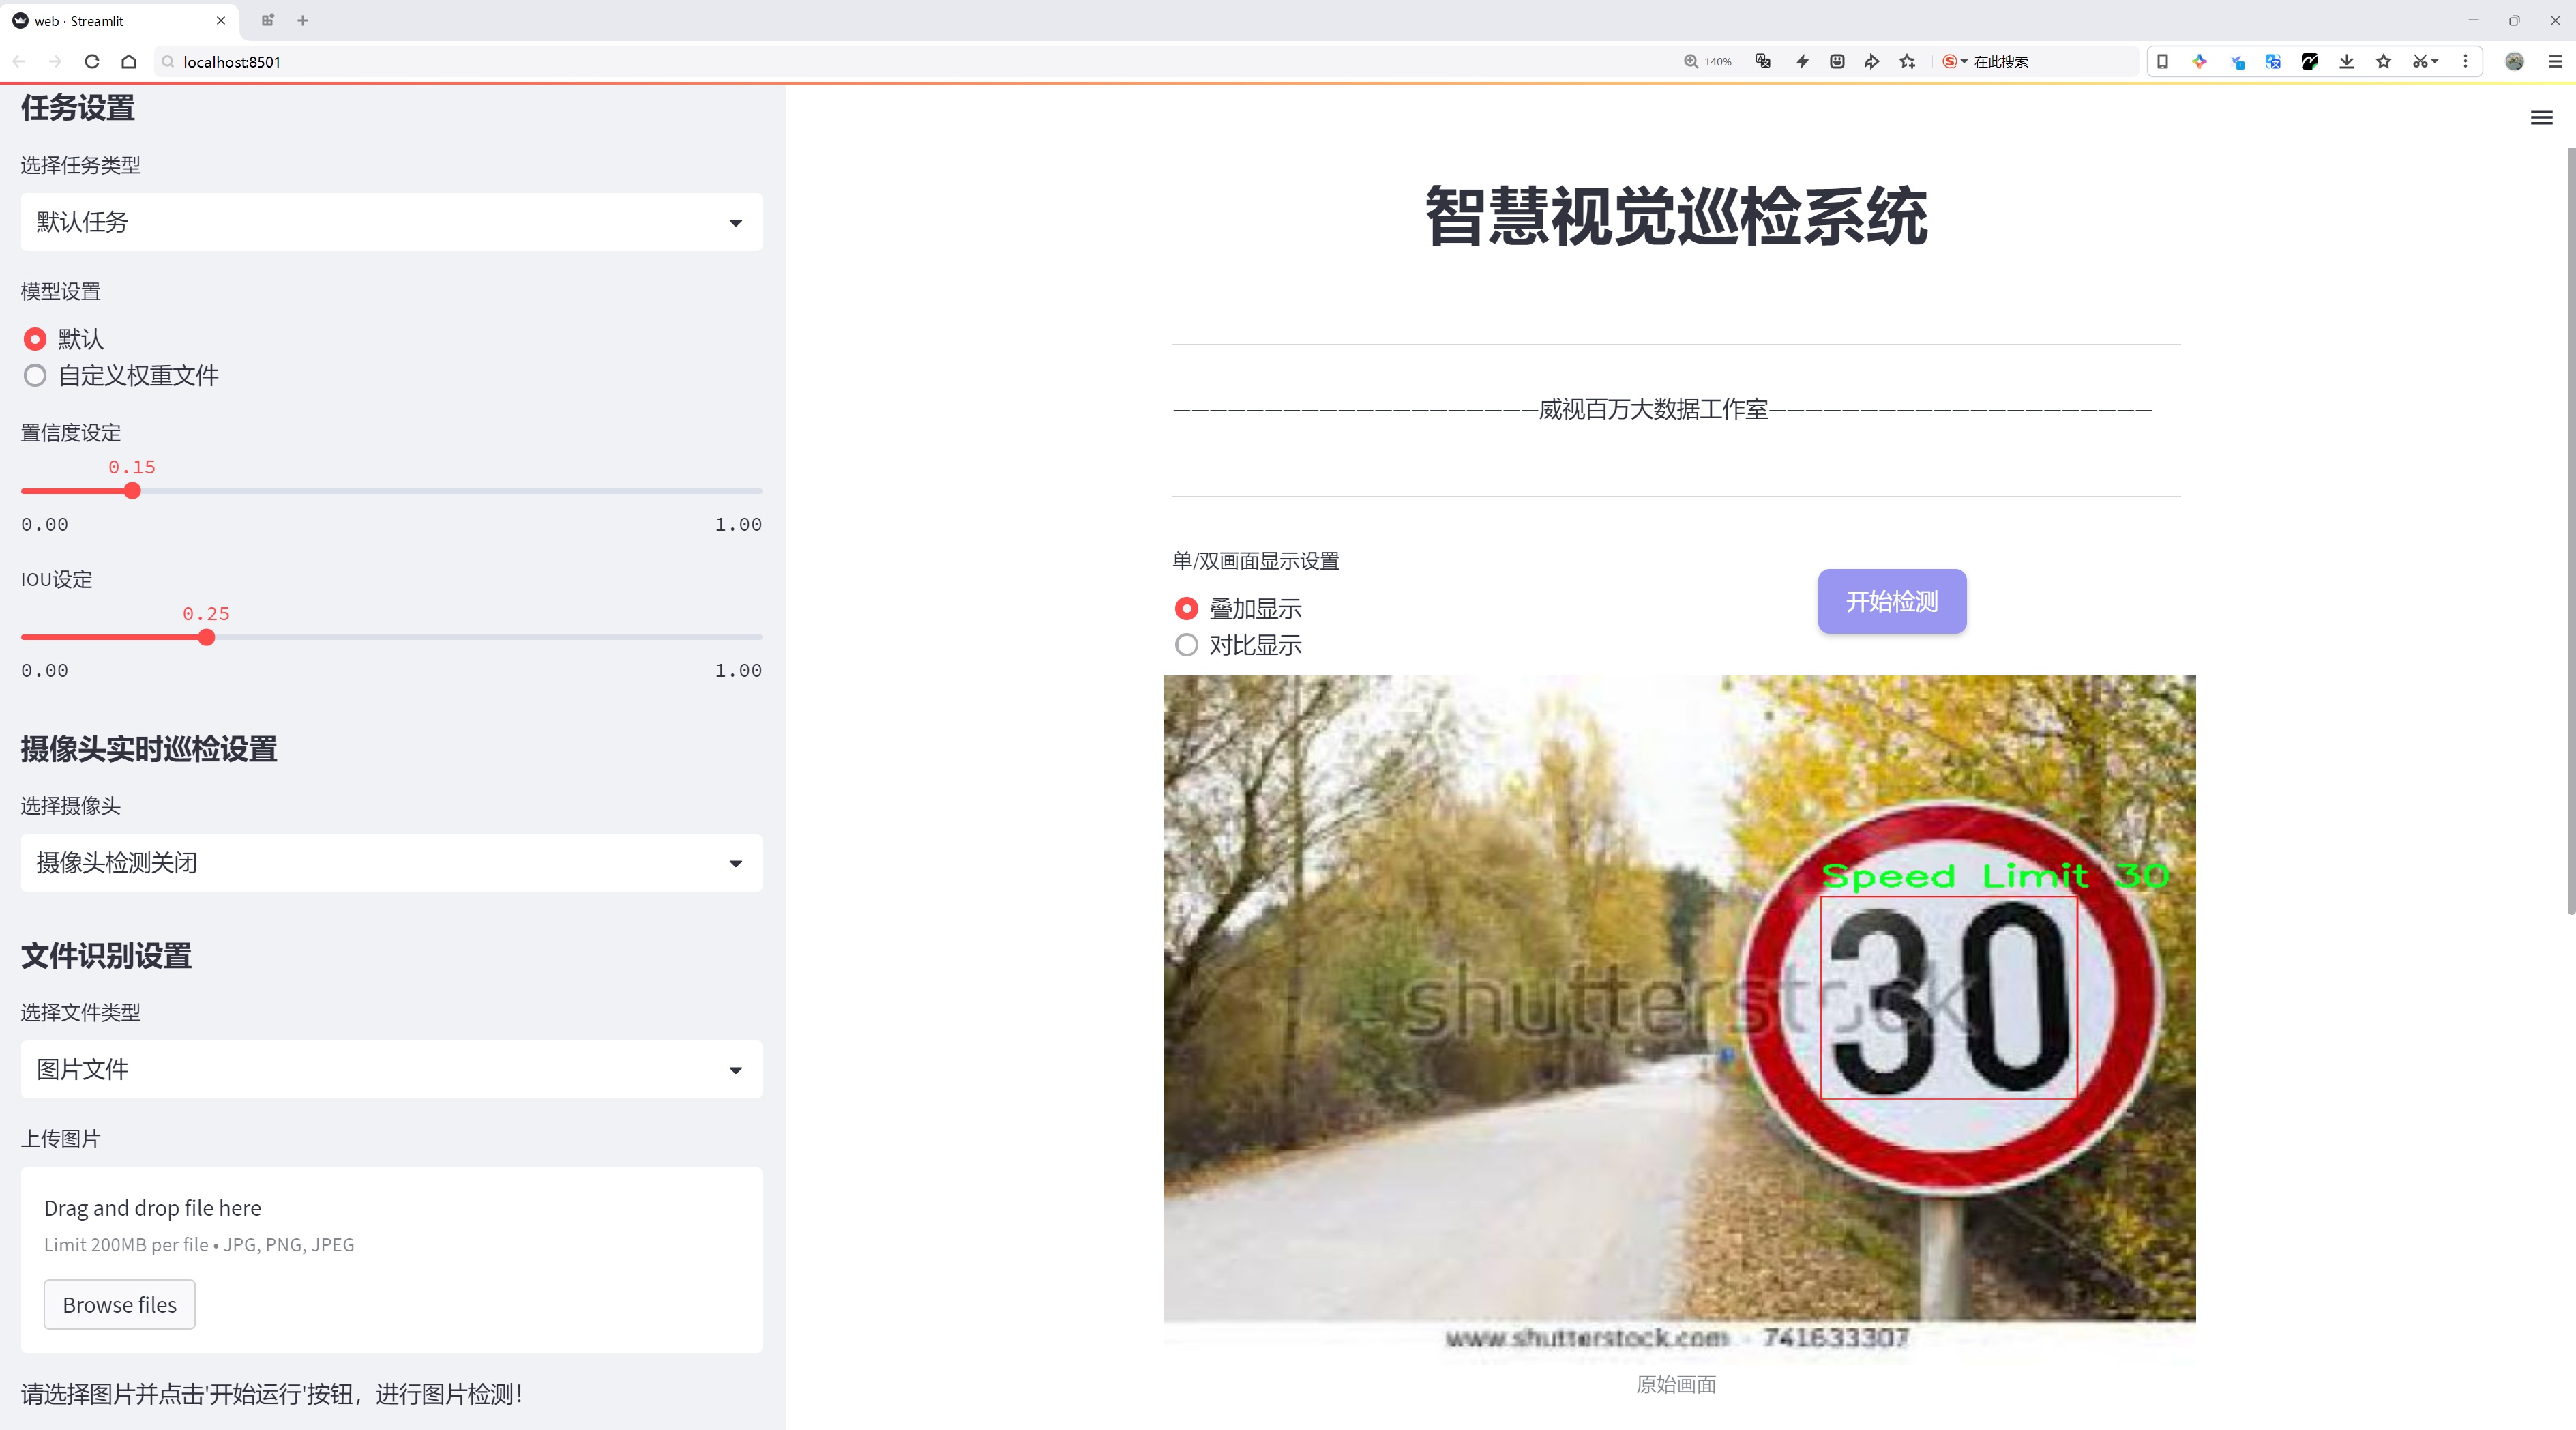 web · Streamlit
localhost:8501
140%
在此搜索
任务设置
选择任务类型
默认任务
模型设置
默认
自定义权重文件
置信度设定
0.15
0.00
1.00
IOU设定
0.25
0.00
1.00
摄像头实时巡检设置
选择摄像头
摄像头检测关闭
文件识别设置
选择文件类型
图片文件
上传图片
Drag and drop file here
Limit 200MB per file • JPG, PNG, JPEG
Browse files
请选择图片并点击'开始运行'按钮，进行图片检测！
智慧视觉巡检系统
—————————————————————威视百万大数据工作室—————————————————————
单/双画面显示设置
叠加显示
对比显示
开始检测
Speed Limit 30
30
shutterstock
www.shutterstock.com · 741633307
原始画面